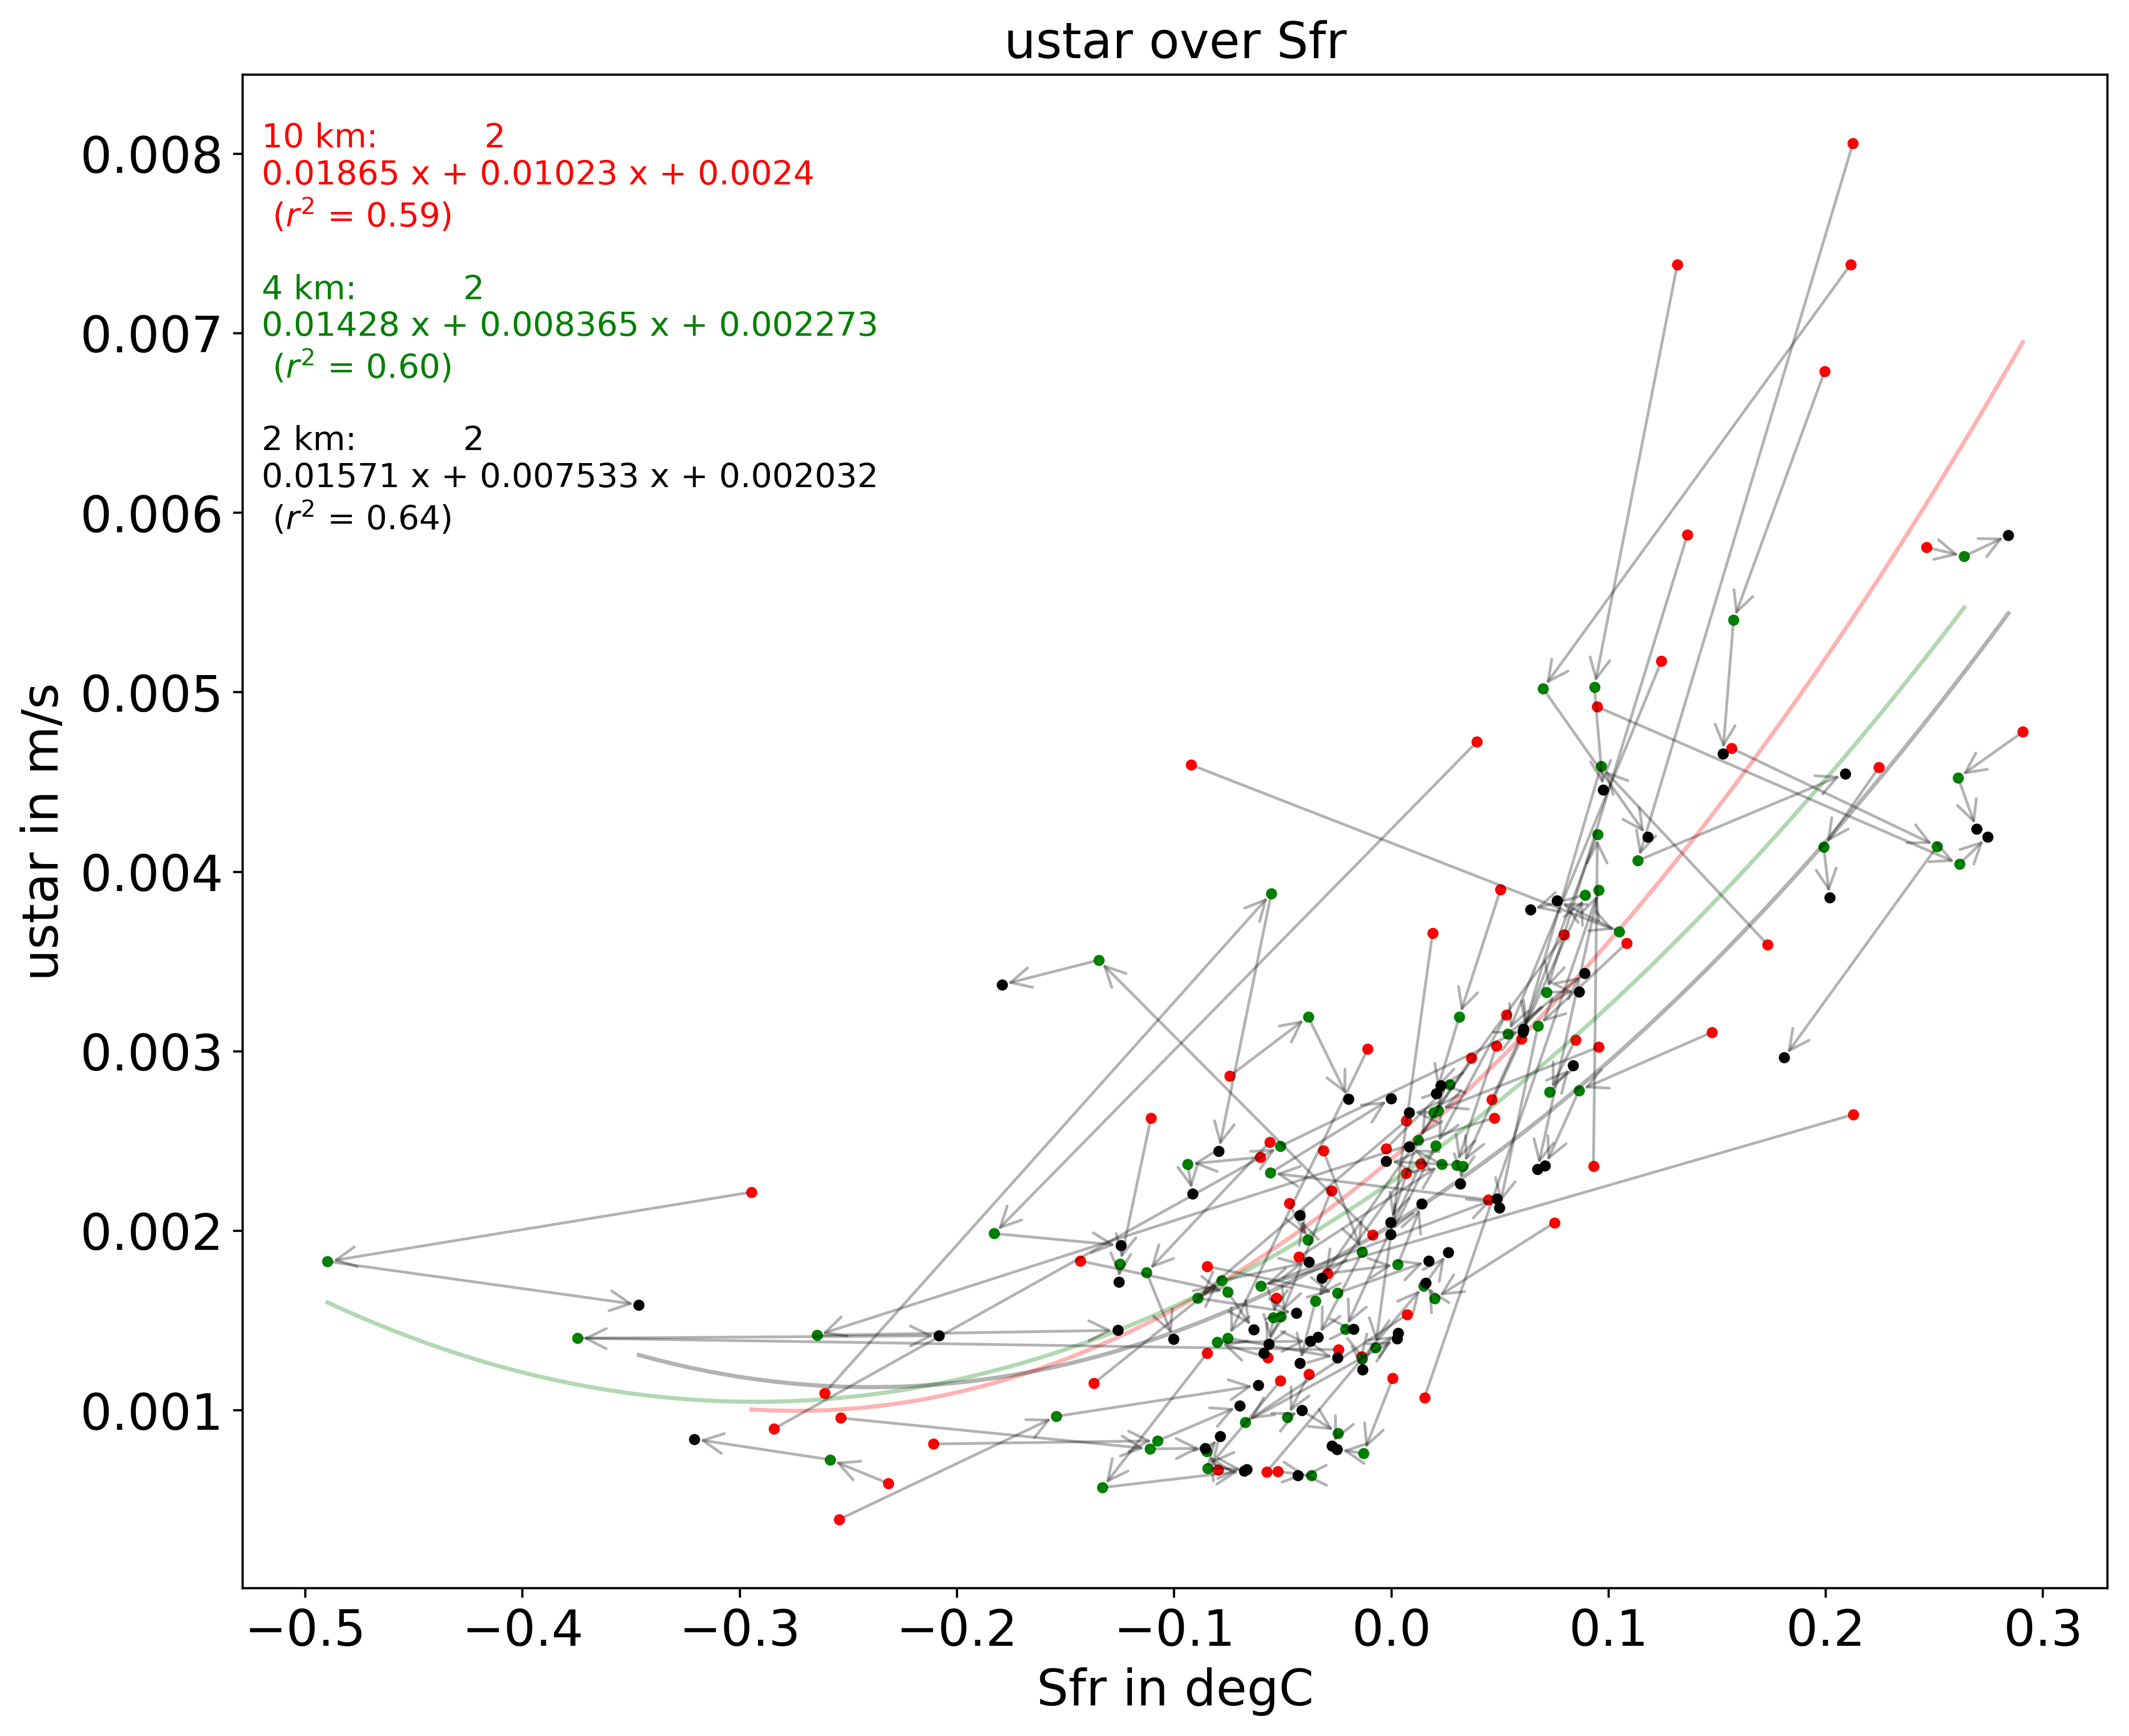 ustar over Sfr
10 km: 2
0.01865 x + 0.01023 x + 0.0024
(r² = 0.59)
4 km: 2
0.01428 x + 0.008365 x + 0.002273
(r² = 0.60)
2 km: 2
0.01571 x + 0.007533 x + 0.002032
(r² = 0.64)
ustar in m/s
0.008
0.007
0.006
0.005
0.004
0.003
0.002
0.001
−0.5 −0.4 −0.3 −0.2 −0.1 0.0 0.1 0.2 0.3
Sfr in degC